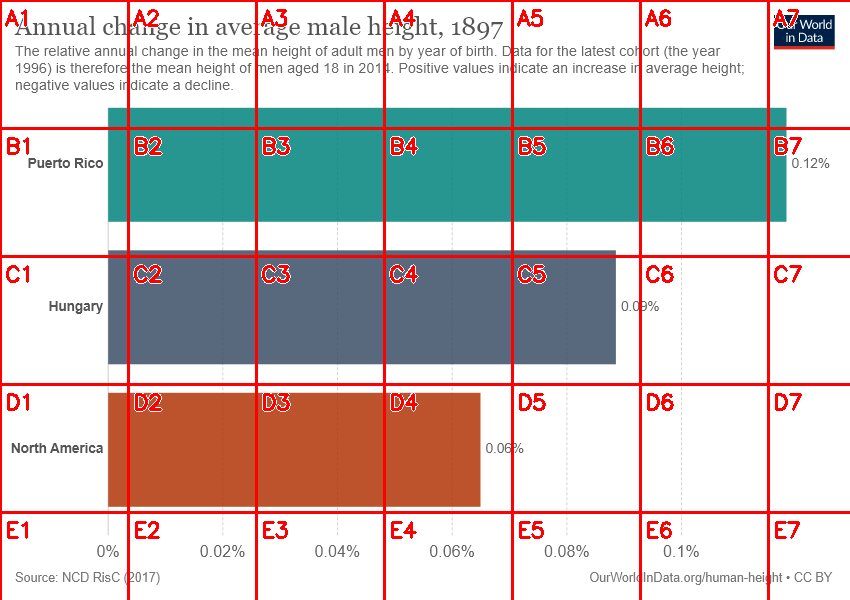 Annual change in average male height, 1897
Our World
in Data
The relative annual change in the mean height of adult men by year of birth. Data for the latest cohort (the year
1996) is therefore the mean height of men aged 18 in 2014. Positive values indicate an increase in average height;
negative values indicate a decline.
A1 A2 A3 A4 A5 A6 A7
B1 B2 B3 B4 B5 B6 B7
Puerto Rico 0.12%
C1 C2 C3 C4 C5 C6 C7
Hungary 0.09%
D1 D2 D3 D4 D5 D6 D7
North America 0.06%
E1 E2 E3 E4 E5 E6 E7
0% 0.02% 0.04% 0.06% 0.08% 0.1%
Source: NCD RisC (2017) OurWorldInData.org/human-height • CC BY